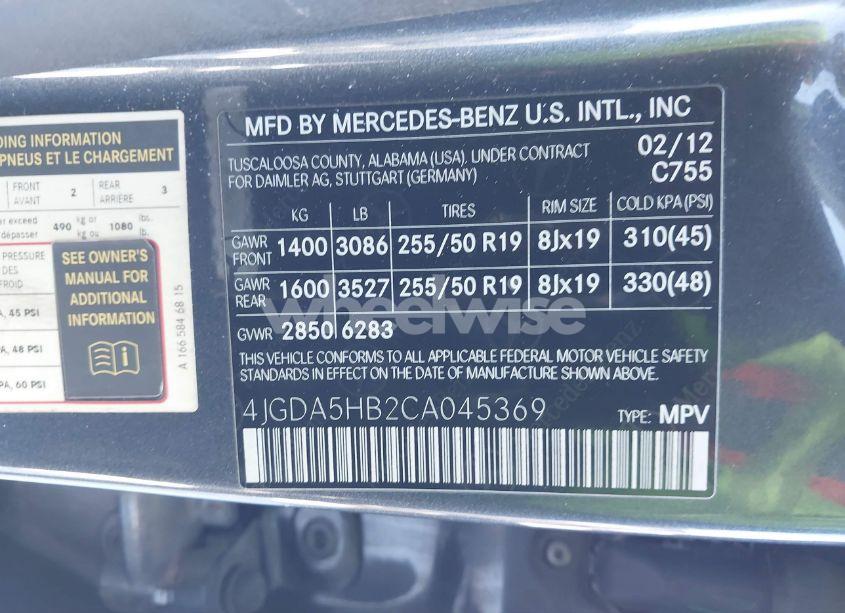 DING INFORMATION
PNEUS ET LE CHARGEMENT
FRONT 2 REAR 3
AVANT ARRIÈRE
er exceed 490 kg or 1080 lbs.
dépasser kg ou lb.
PRESSURE
DES
FROID
A, 45 PSI
PA, 48 PSI
PA, 60 PSI
SEE OWNER'S
MANUAL FOR
ADDITIONAL
INFORMATION
A 166 584 68 15
MFD BY MERCEDES-BENZ U.S. INTL., INC
TUSCALOOSA COUNTY, ALABAMA (USA), UNDER CONTRACT 02/12
FOR DAIMLER AG, STUTTGART (GERMANY) C755
KG LB TIRES RIM SIZE COLD KPA (PSI)
GAWR FRONT 1400 3086 255/50 R19 8Jx19 310(45)
GAWR REAR 1600 3527 255/50 R19 8Jx19 330(48)
GVWR 2850 6283
THIS VEHICLE CONFORMS TO ALL APPLICABLE FEDERAL MOTOR VEHICLE SAFETY
STANDARDS IN EFFECT ON THE DATE OF MANUFACTURE SHOWN ABOVE.
4JGDA5HB2CA045369 TYPE: MPV
wheelwise